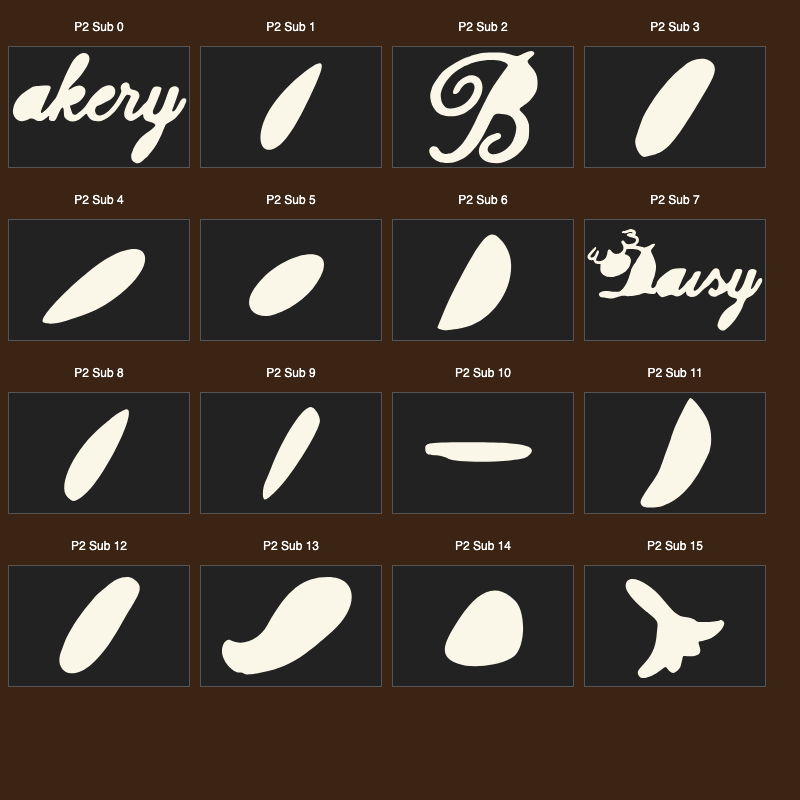 P2 Sub 0 P2 Sub 1 P2 Sub 2 P2 Sub 3
akery B
P2 Sub 4 P2 Sub 5 P2 Sub 6 P2 Sub 7
Daisy
P2 Sub 8 P2 Sub 9 P2 Sub 10 P2 Sub 11
P2 Sub 12 P2 Sub 13 P2 Sub 14 P2 Sub 15